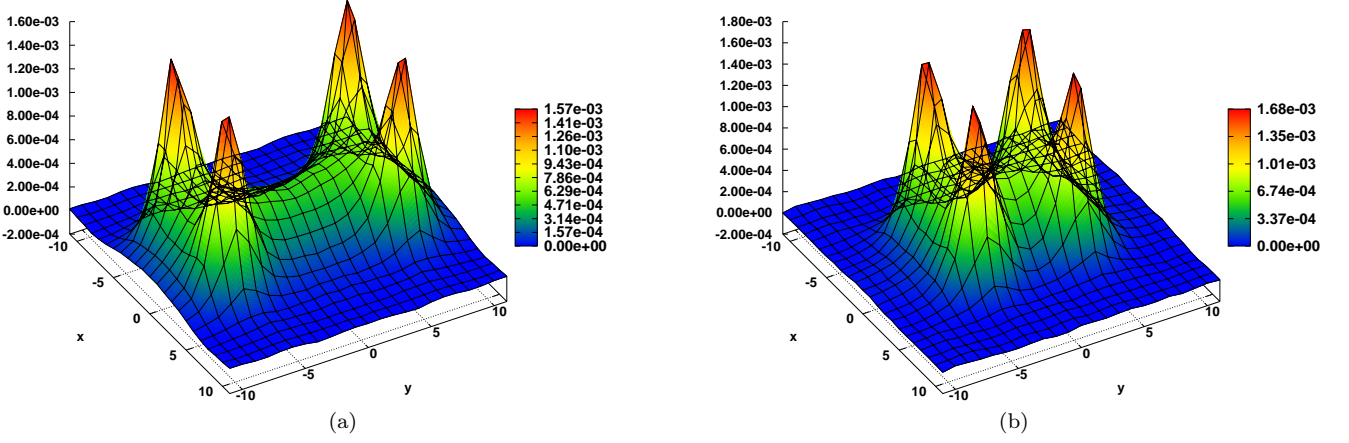 1.60e-03
1.40e-03
1.20e-03
1.00e-03
8.00e-04
6.00e-04
4.00e-04
2.00e-04
0.00e+00
-2.00e-04
-10
-5
0
5
10
x
-10
-5
0
5
10
y
1.57e-03
1.41e-03
1.26e-03
1.10e-03
9.43e-04
7.86e-04
6.29e-04
4.71e-04
3.14e-04
1.57e-04
0.00e+00
(a)
1.80e-03
1.60e-03
1.40e-03
1.20e-03
1.00e-03
8.00e-04
6.00e-04
4.00e-04
2.00e-04
0.00e+00
-2.00e-04
-10
-5
0
5
10
x
-10
-5
0
5
10
y
1.68e-03
1.35e-03
1.01e-03
6.74e-04
3.37e-04
0.00e+00
(b)